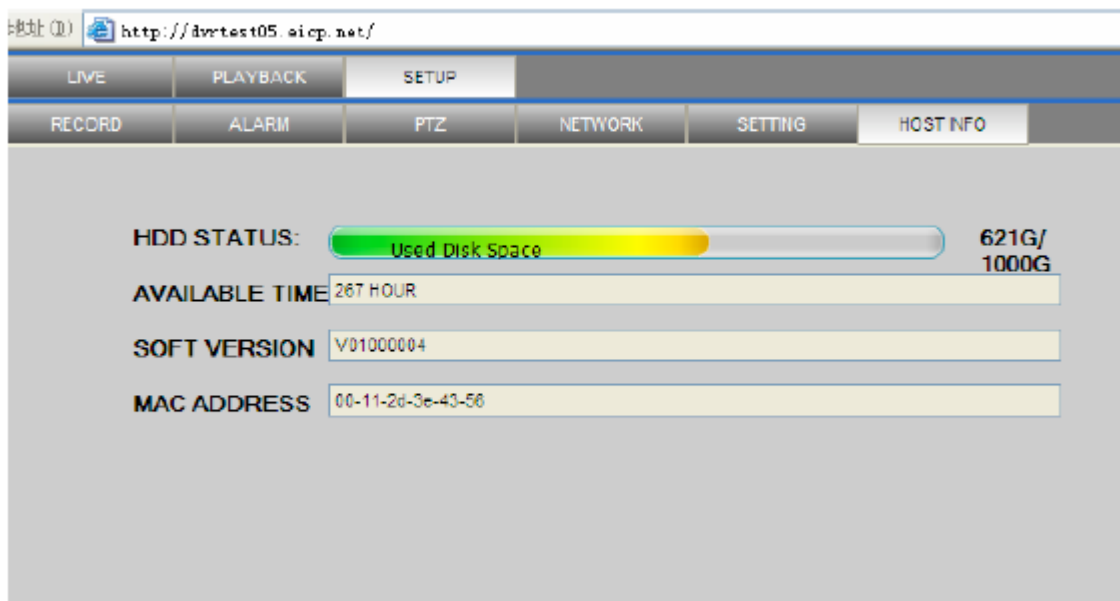 地址(D) http://dvrtest05.eicp.net/
LIVE PLAYBACK SETUP
RECORD ALARM PTZ NETWORK SETTING HOST INFO
HDD STATUS: Used Disk Space 621G/
1000G
AVAILABLE TIME 267 HOUR
SOFT VERSION V01000004
MAC ADDRESS 00-11-2d-3e-43-56